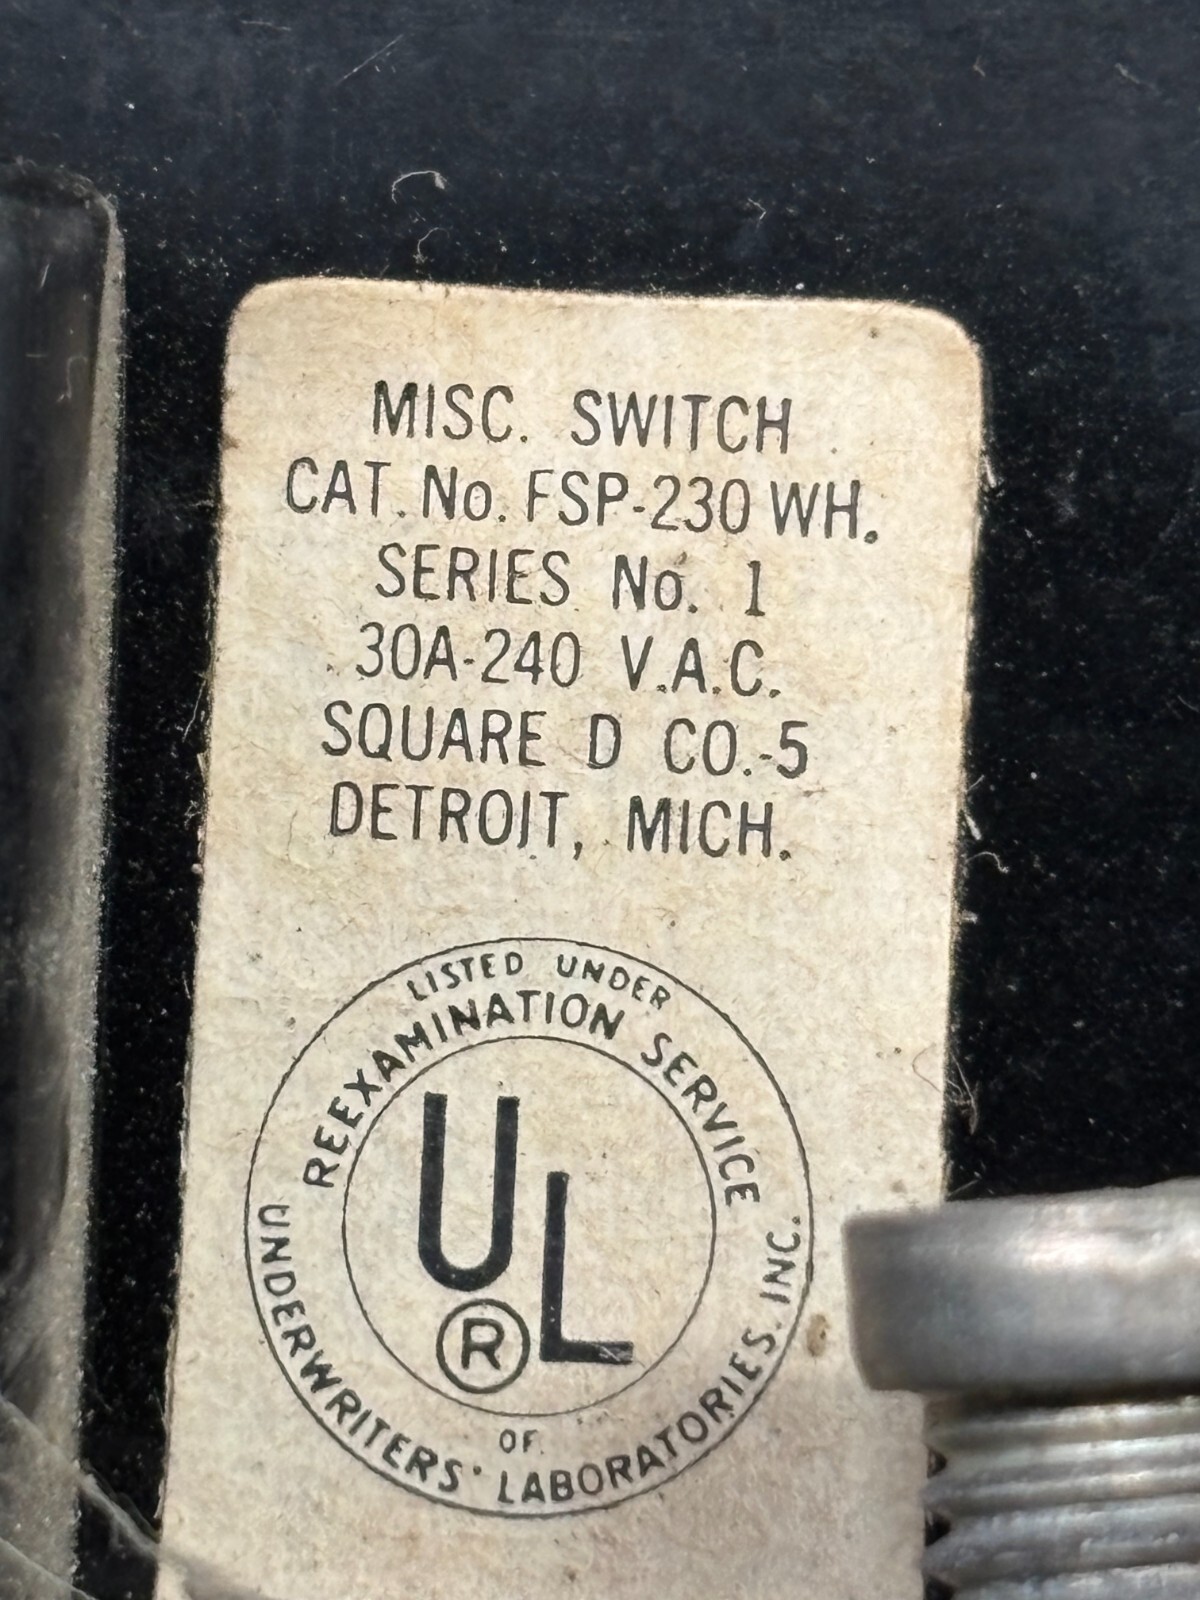 MISC. SWITCH
CAT. No. FSP-230 WH.
SERIES No. 1
30A-240 V.A.C.
SQUARE D CO.-5
DETROIT, MICH.
LISTED UNDER
REEXAMINATION SERVICE
UL
®
OF
UNDERWRITERS' LABORATORIES. INC.